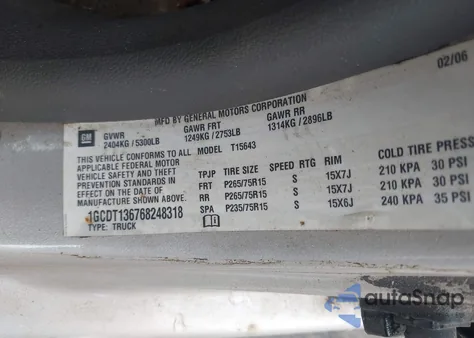 02/06
MFD BY GENERAL MOTORS CORPORATION
GM
GVWR GAWR FRT GAWR RR
2404KG / 5300LB 1249KG / 2753LB 1314KG / 2896LB
THIS VEHICLE CONFORMS TO ALL MODEL T15643
APPLICABLE FEDERAL MOTOR
VEHICLE SAFETY AND THEFT
PREVENTION STANDARDS IN
EFFECT ON THE DATE OF
MANUFACTURE SHOWN ABOVE.
1GCDT136768248318
TYPE: TRUCK
TPJP TIRE SIZE SPEED RTG RIM COLD TIRE PRESS
FRT P265/75R15 S 15X7J 210 KPA 30 PSI
RR P265/75R15 S 15X7J 210 KPA 30 PSI
SPA P235/75R15 S 15X6J 240 KPA 35 PSI
autoSnap